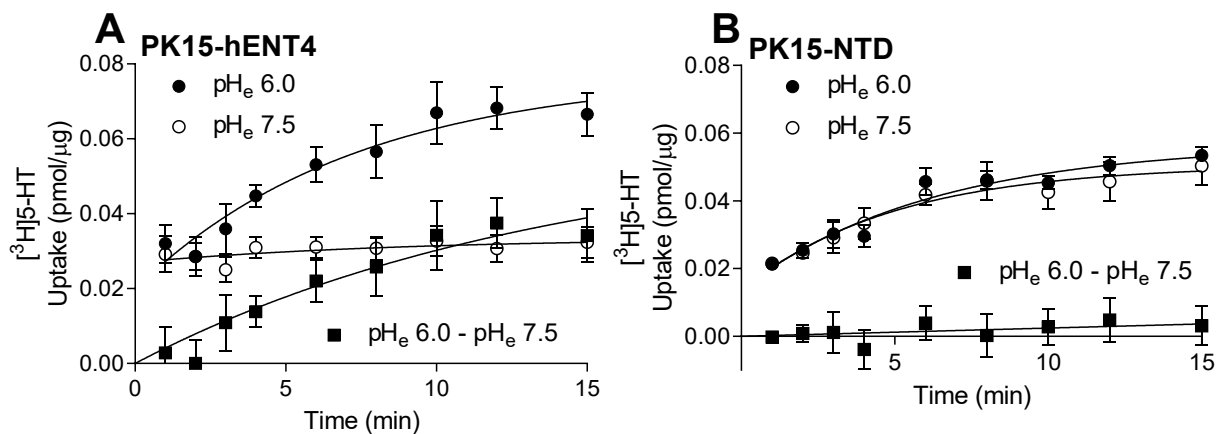 A
PK15-hENT4
0.08
0.06
0.04
0.02
0.00
[³H]5-HT
Uptake (pmol/μg)
pHₑ 6.0
pHₑ 7.5
pHₑ 6.0 - pHₑ 7.5
0
5
10
15
Time (min)
B
PK15-NTD
0.08
0.06
0.04
0.02
0.00
[³H]5-HT
Uptake (pmol/μg)
pHₑ 6.0
pHₑ 7.5
pHₑ 6.0 - pHₑ 7.5
5
10
15
Time (min)